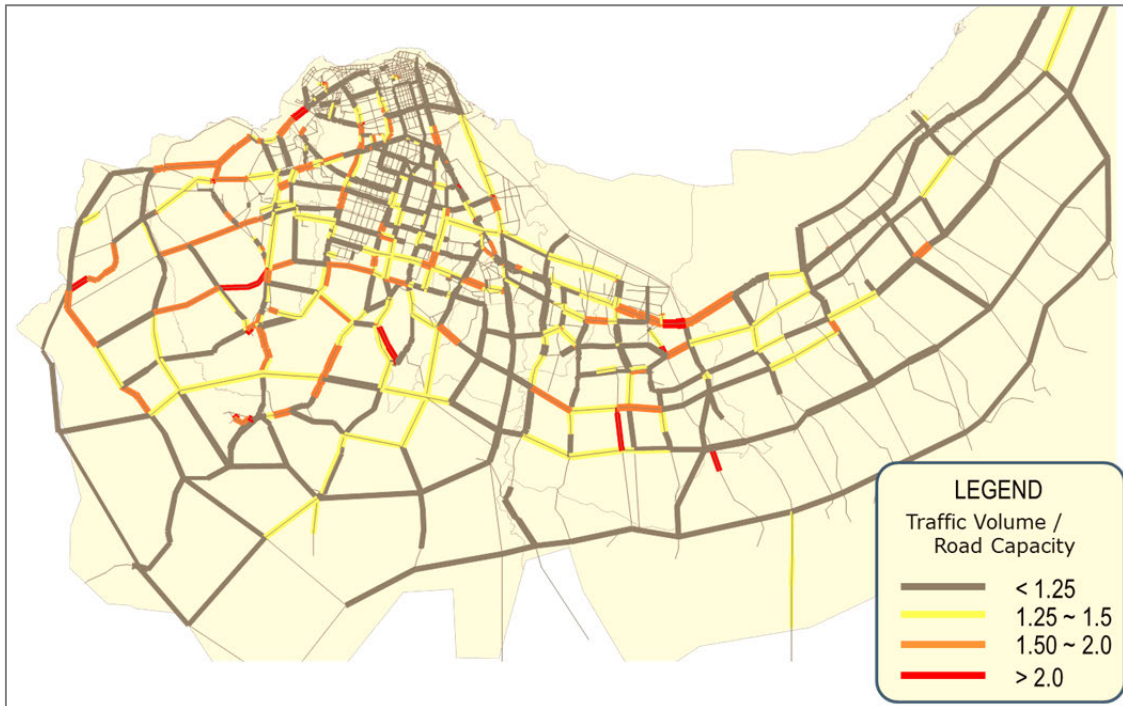 LEGEND
Traffic Volume /
Road Capacity
< 1.25
1.25 ~ 1.5
1.50 ~ 2.0
> 2.0